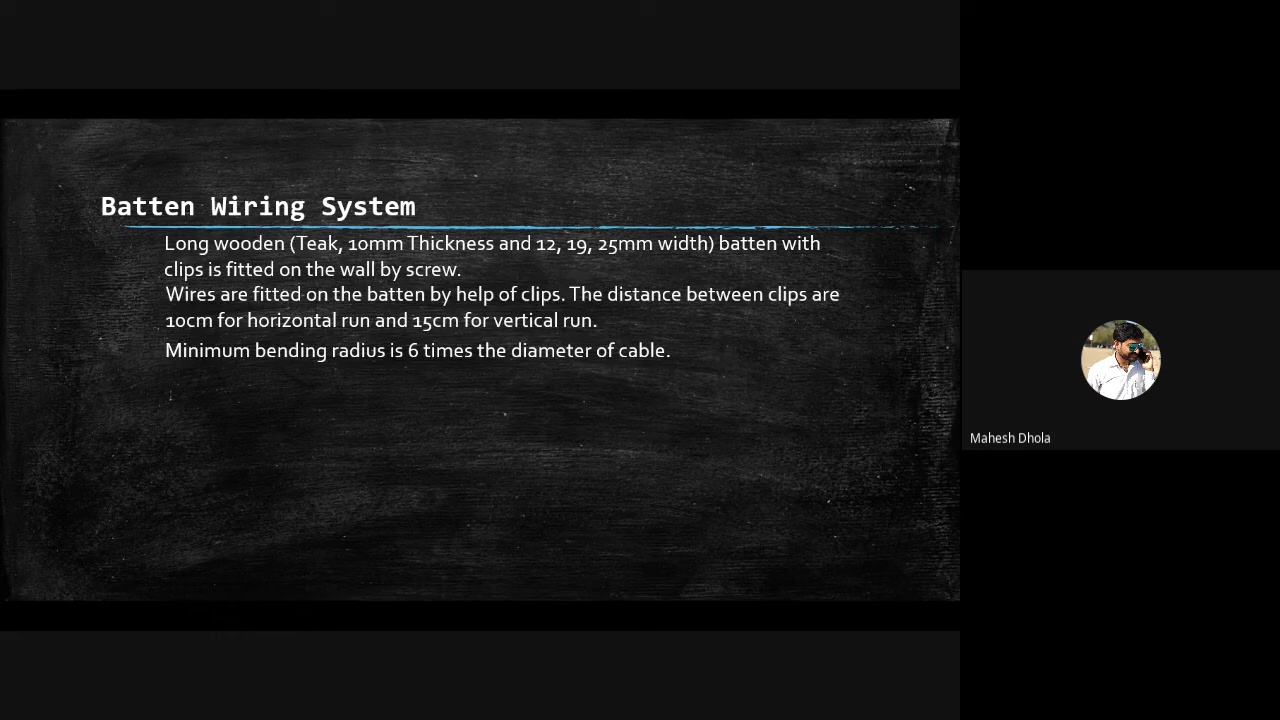 Batten Wiring System
Long wooden (Teak, 10mm Thickness and 12, 19, 25mm width) batten with
clips is fitted on the wall by screw.
Wires are fitted on the batten by help of clips. The distance between clips are
10cm for horizontal run and 15cm for vertical run.
Minimum bending radius is 6 times the diameter of cable.
Mahesh Dhola